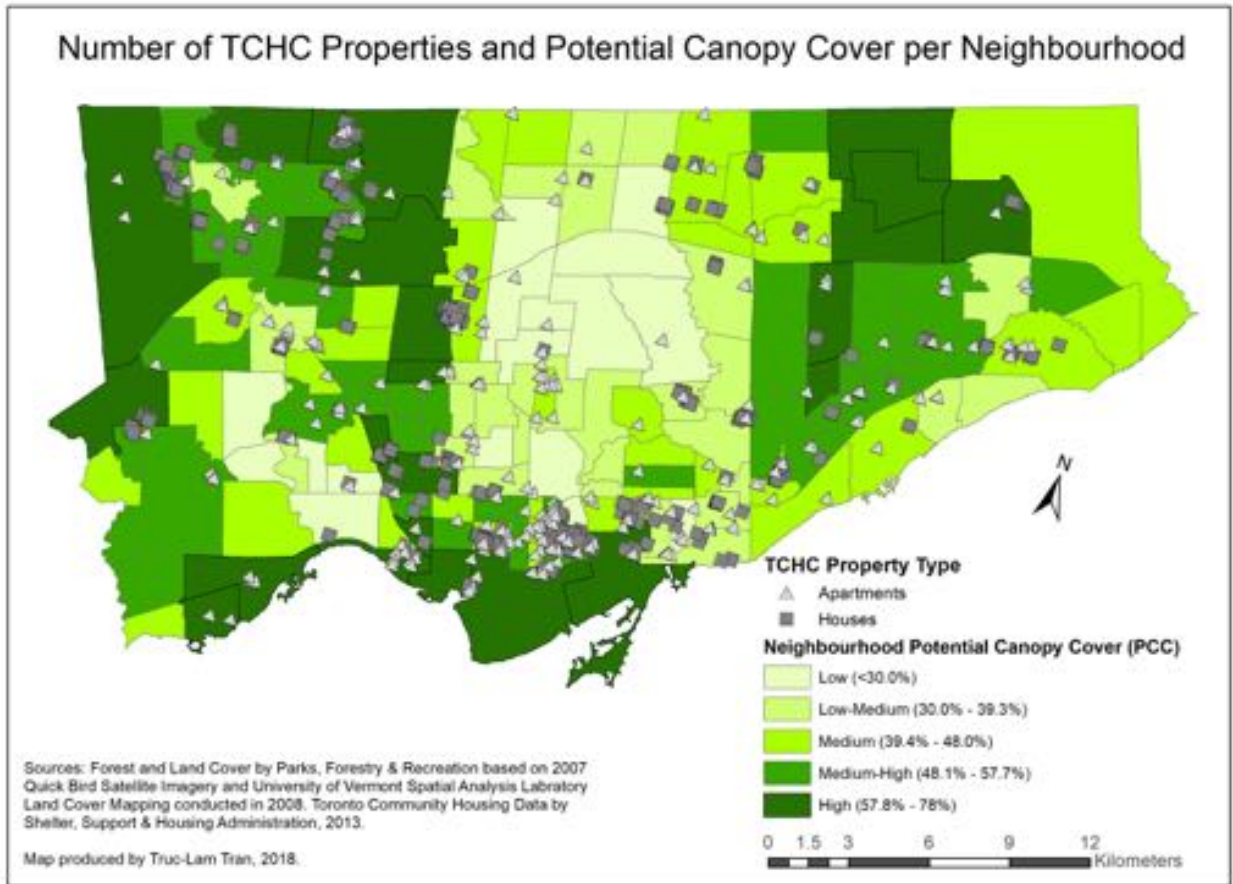 Number of TCHC Properties and Potential Canopy Cover per Neighbourhood
N
TCHC Property Type
Apartments
Houses
Neighbourhood Potential Canopy Cover (PCC)
Low (<30.0%)
Low-Medium (30.0% - 39.3%)
Medium (39.4% - 48.0%)
Medium-High (48.1% - 57.7%)
High (57.8% - 78%)
Sources: Forest and Land Cover by Parks, Forestry & Recreation based on 2007
Quick Bird Satellite Imagery and University of Vermont Spatial Analysis Labratory
Land Cover Mapping conducted in 2008. Toronto Community Housing Data by
Shelter, Support & Housing Administration, 2013.
Map produced by Truc-Lam Tran, 2018.
0 1.5 3 6 9 12
Kilometers